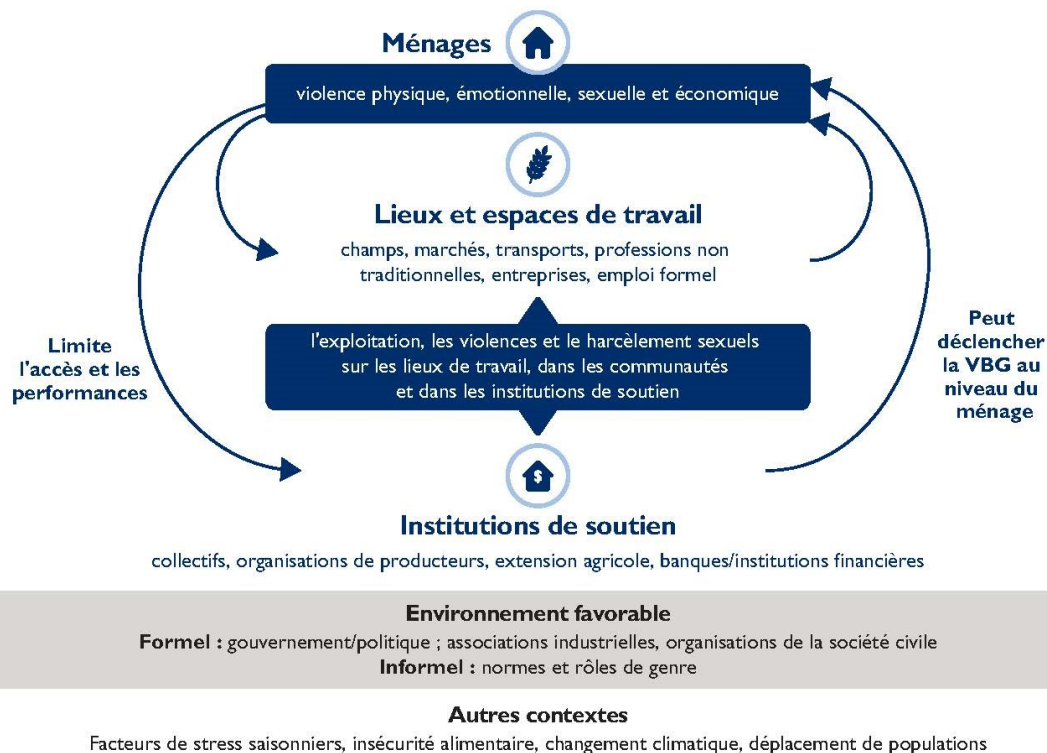 Ménages
violence physique, émotionnelle, sexuelle et économique
Lieux et espaces de travail
champs, marchés, transports, professions non
traditionnelles, entreprises, emploi formel
Limite
l'accès et les
performances
l'exploitation, les violences et le harcèlement sexuels
sur les lieux de travail, dans les communautés
et dans les institutions de soutien
Peut
déclencher
la VBG au
niveau du
ménage
$
Institutions de soutien
collectifs, organisations de producteurs, extension agricole, banques/institutions financières
Environnement favorable
Formel : gouvernement/politique ; associations industrielles, organisations de la société civile
Informel : normes et rôles de genre
Autres contextes
Facteurs de stress saisonniers, insécurité alimentaire, changement climatique, déplacement de populations